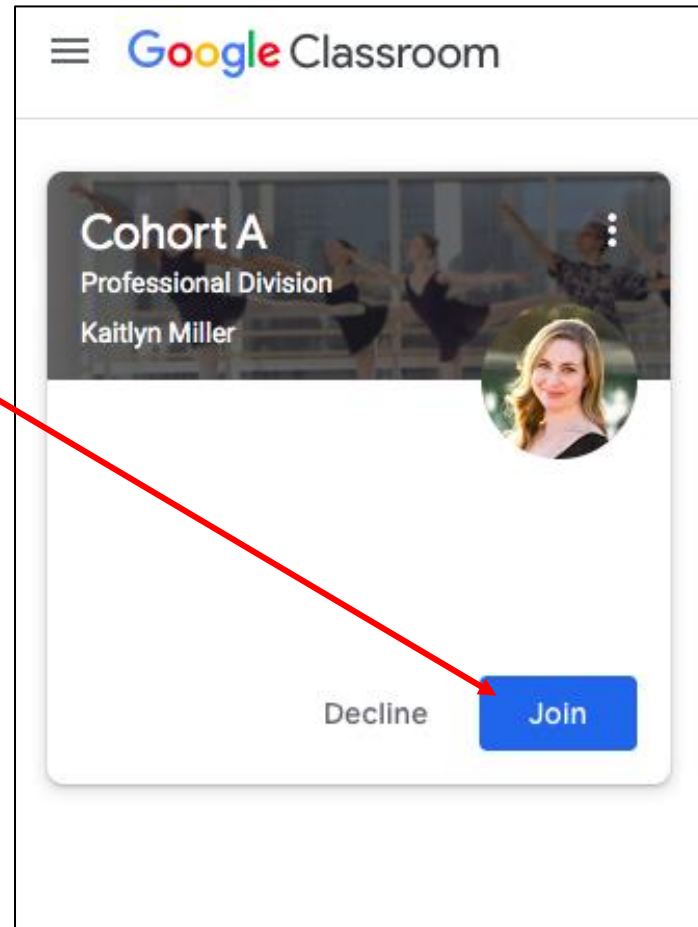 Google Classroom
Cohort A
Professional Division
Kaitlyn Miller
Decline
Join